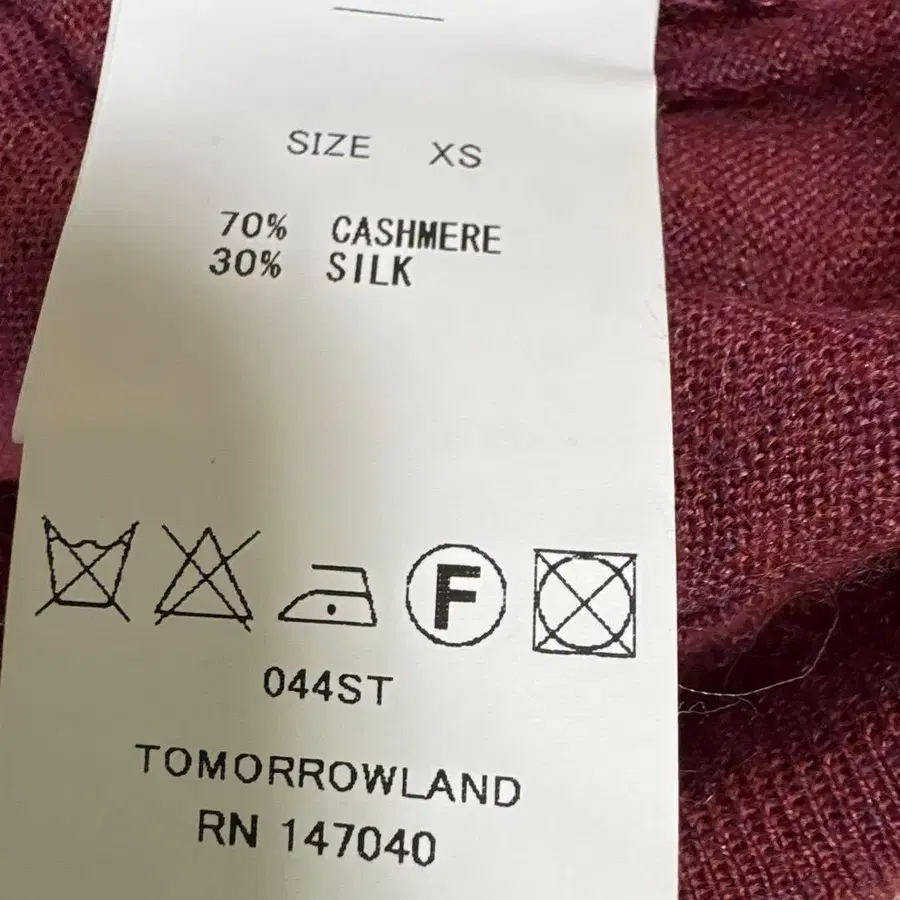 SIZE XS
70% CASHMERE
30% SILK
F
044ST
TOMORROWLAND
RN 147040